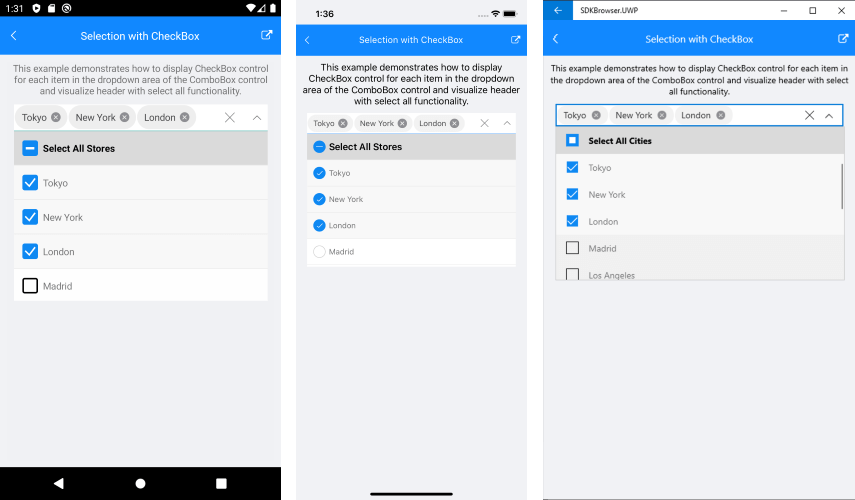 1:31
Selection with CheckBox
This example demonstrates how to display CheckBox control
for each item in the dropdown area of the ComboBox control
and visualize header with select all functionality.
Tokyo New York London
Select All Stores
Tokyo
New York
London
Madrid
1:36
Selection with CheckBox
This example demonstrates how to display
CheckBox control for each item in the dropdown
area of the ComboBox control and visualize header
with select all functionality.
Tokyo New York London
Select All Stores
Tokyo
New York
London
Madrid
SDKBrowser.UWP
Selection with CheckBox
This example demonstrates how to display CheckBox control for each item in
the dropdown area of the ComboBox control and visualize header with select
all functionality.
Tokyo New York London
Select All Cities
Tokyo
New York
London
Madrid
Los Angeles